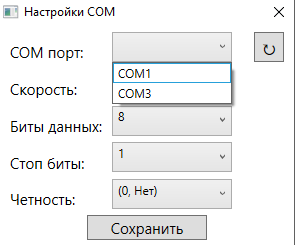 Настройки COM
COM порт:
↻
COM1
Скорость:
COM3
Биты данных:
8
Стоп биты:
1
Четность:
(0, Нет)
Сохранить